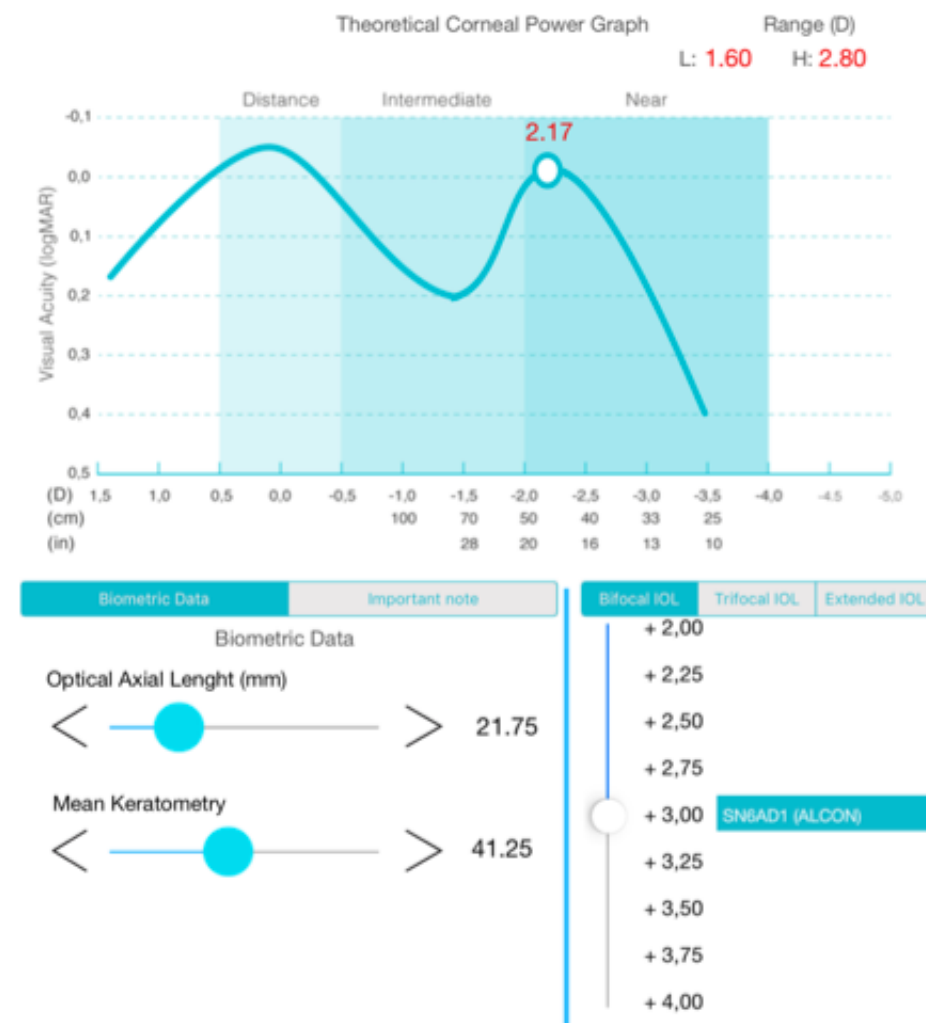 Theoretical Corneal Power Graph Range (D)
L: 1.60 H: 2.80
Distance Intermediate Near
-0,1
2.17
0,0
0,1
0,2
0,3
0,4
0,5
Visual Acuity (logMAR)
(D) 1,5 1,0 0,5 0,0 -0,5 -1,0 -1,5 -2,0 -2,5 -3,0 -3,5 -4,0 -4,5 -5,0
(cm) 100 70 50 40 33 25
(in) 28 20 16 13 10
Biometric Data Important note
Biometric Data
Optical Axial Lenght (mm)
21.75
Mean Keratometry
41.25
Bifocal IOL Trifocal IOL Extended IOL
+ 2,00
+ 2,25
+ 2,50
+ 2,75
+ 3,00 SN6AD1 (ALCON)
+ 3,25
+ 3,50
+ 3,75
+ 4,00